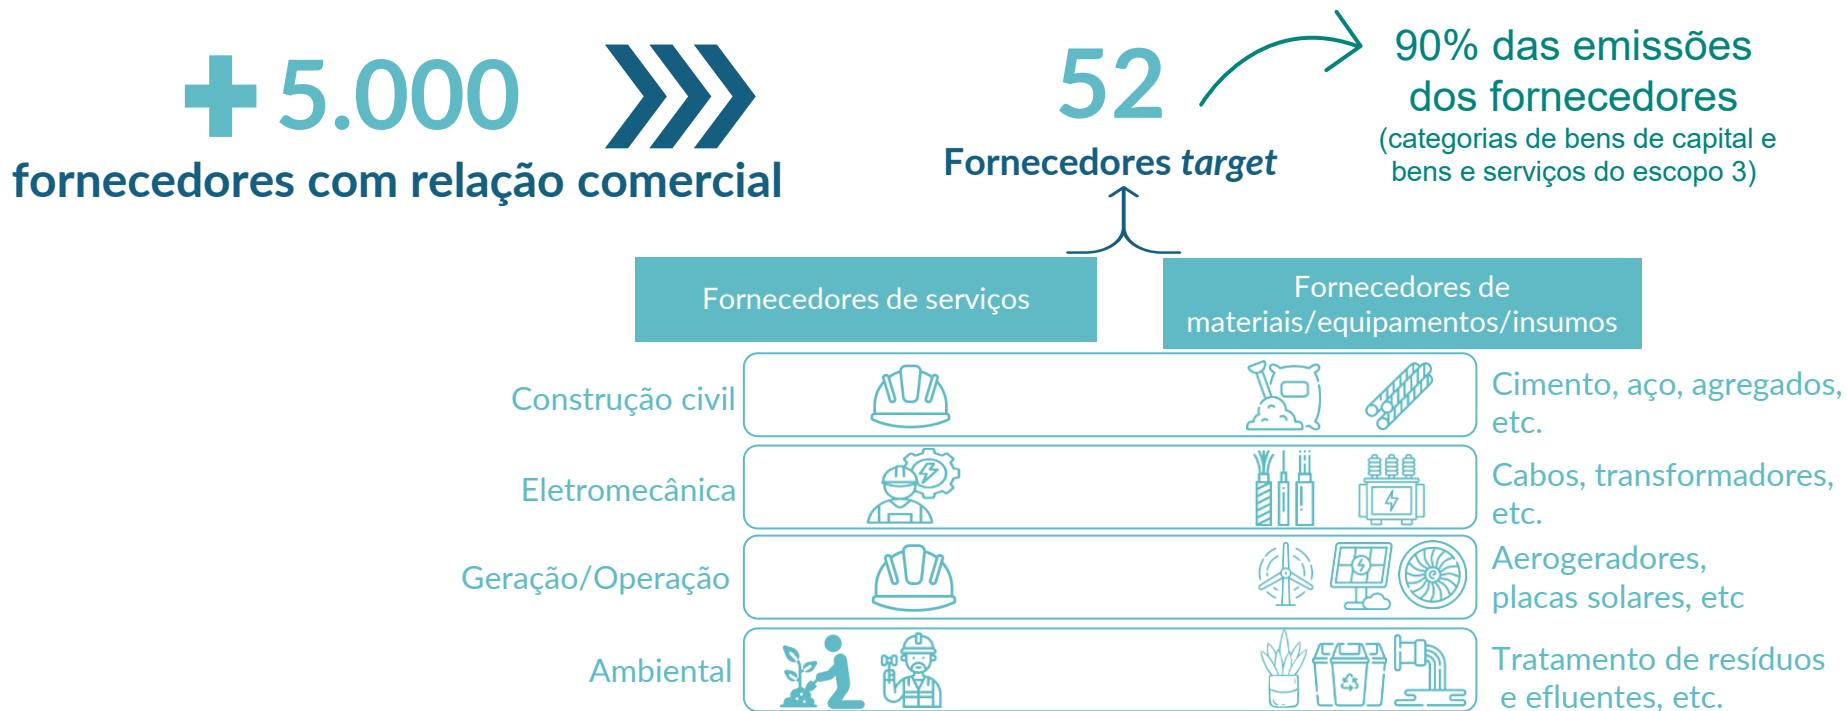 + 5.000
fornecedores com relação comercial
52
Fornecedores target
90% das emissões
dos fornecedores
(categorias de bens de capital e
bens e serviços do escopo 3)
Fornecedores de serviços
Fornecedores de
materiais/equipamentos/insumos
Construção civil
Cimento, aço, agregados,
etc.
Eletromecânica
Cabos, transformadores,
etc.
Geração/Operação
Aerogeradores,
placas solares, etc
Ambiental
Tratamento de resíduos
e efluentes, etc.